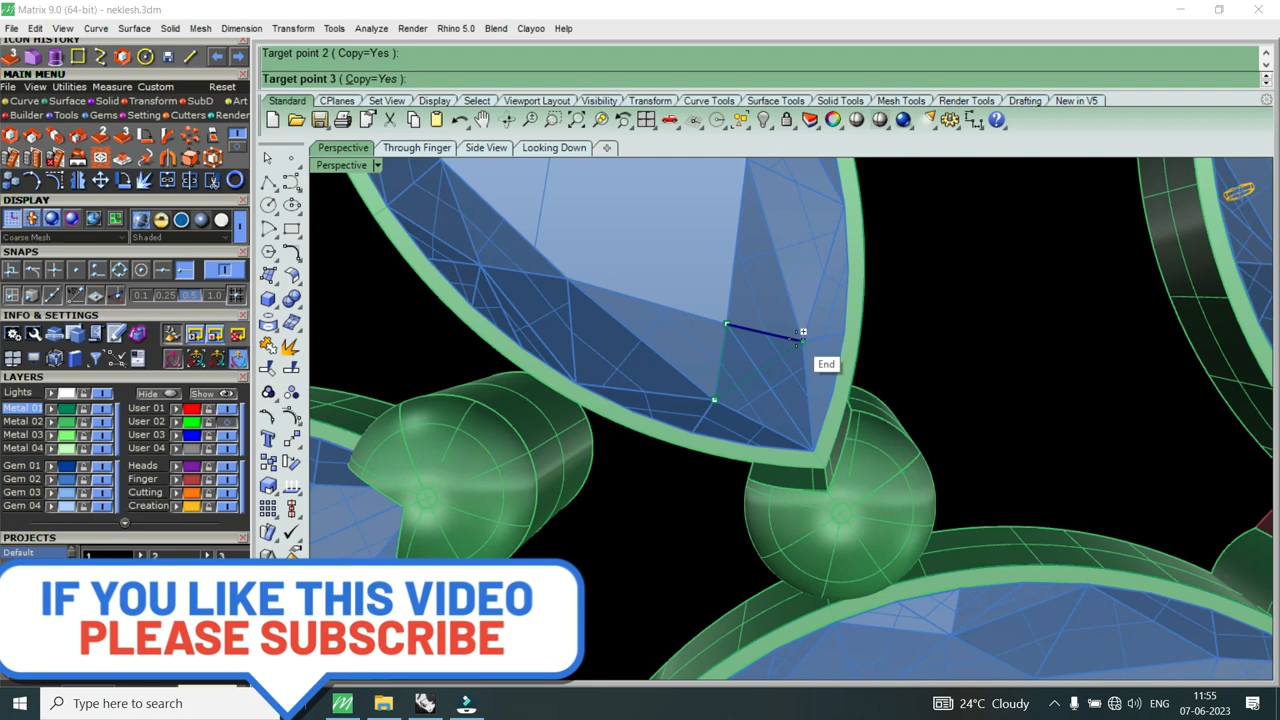 Matrix 9.0 (64-bit) - neklesh.3dm
File Edit View Curve Surface Solid Mesh Dimension Transform Tools Analyze Render Rhino 5.0 Blend Clayoo Help
ICON HISTORY
Target point 2 ( Copy=Yes ):
Target point 3 ( Copy=Yes ):
MAIN MENU
File View Utilities Measure Custom Reset
Curve Surface Solid Transform SubD Art
Builder Tools Gems Setting Cutters Render
Standard CPlanes Set View Display Select Viewport Layout Visibility Transform Curve Tools Surface Tools Solid Tools Mesh Tools Render Tools Drafting New in V5
Perspective Through Finger Side View Looking Down
Perspective
DISPLAY
Coarse Mesh Shaded
SNAPS
0.1 0.25 0.5 1.0
INFO & SETTINGS
LAYERS
Lights Hide Show
Metal 01 User 01
Metal 02 User 02
Metal 03 User 03
Metal 04 User 04
Gem 01 Heads
Gem 02 Finger
Gem 03 Cutting
Gem 04 Creation
PROJECTS
Default 1 2 3
End
IF YOU LIKE THIS VIDEO
PLEASE SUBSCRIBE
Type here to search
24°C Cloudy
ENG
11:55
07-06-2023